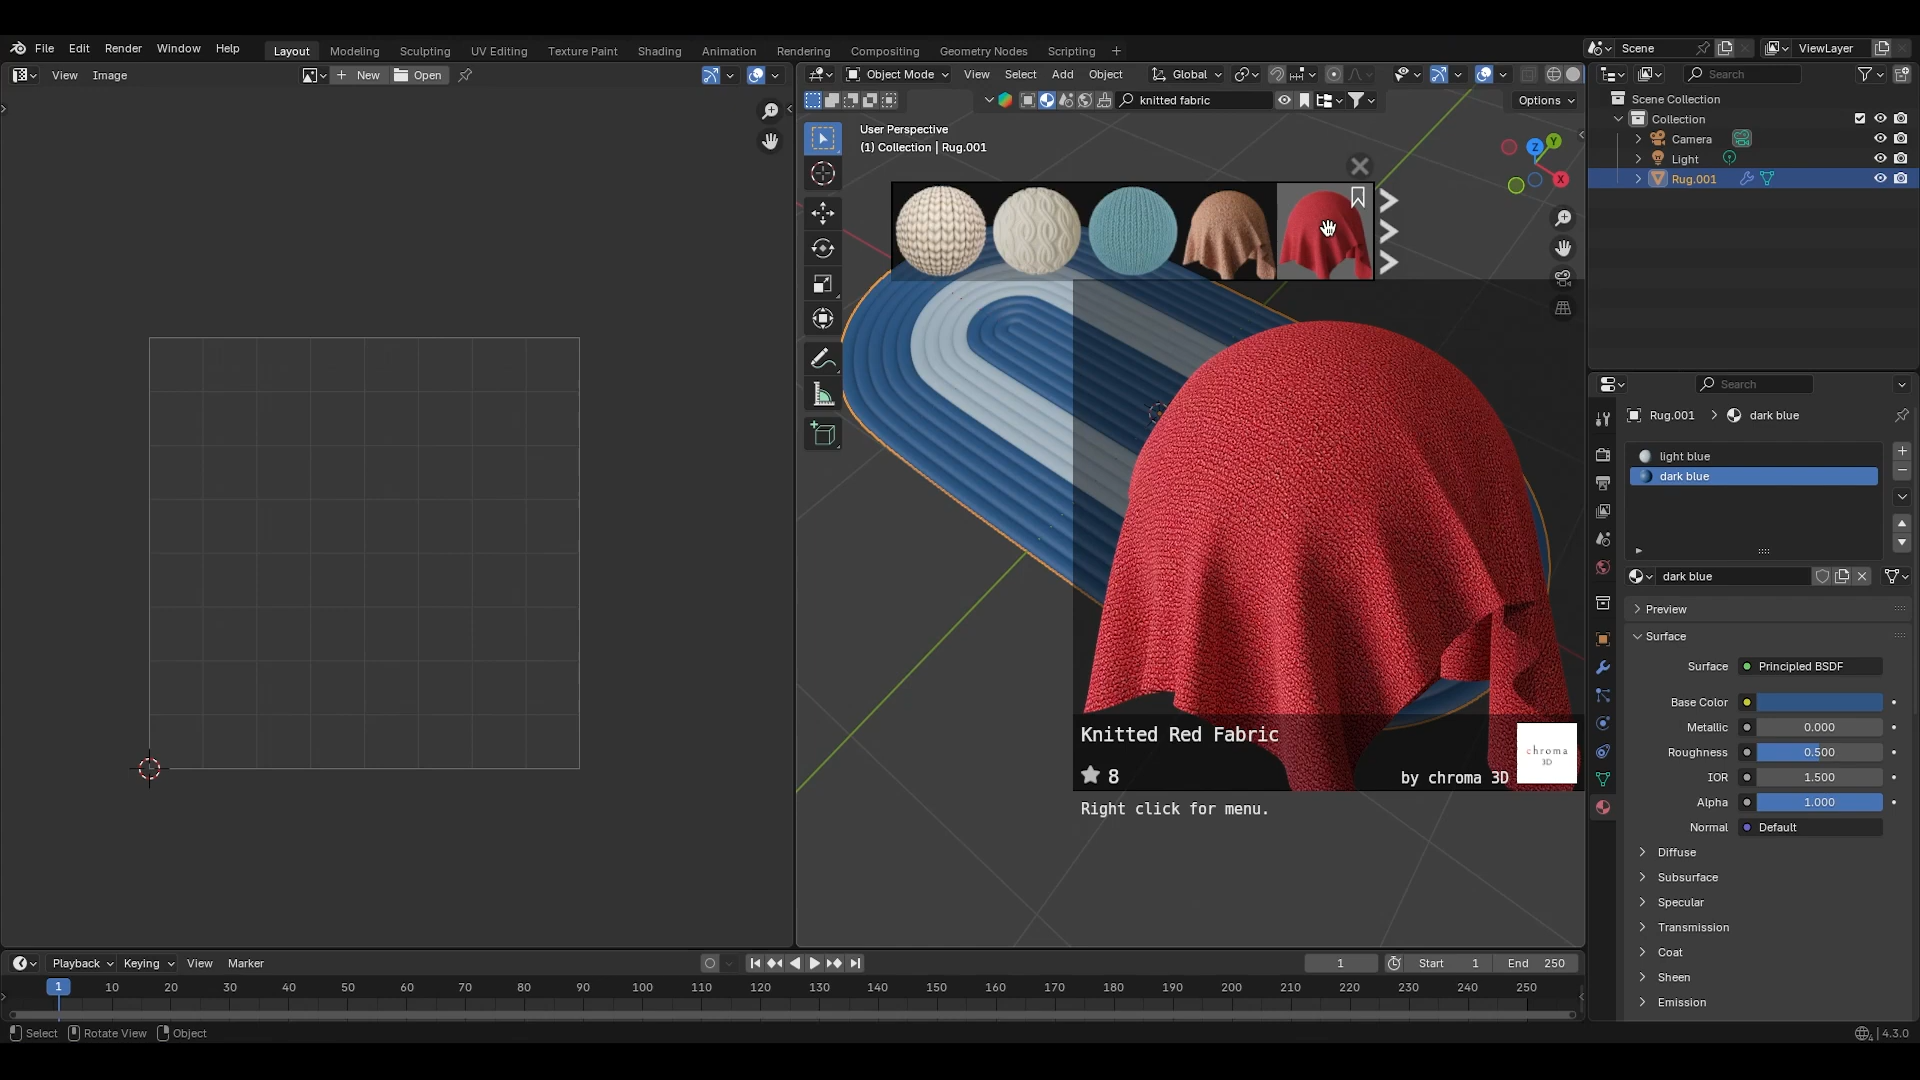 File Edit Render Window Help
Layout Modeling Sculpting UV Editing Texture Paint Shading Animation Rendering Compositing Geometry Nodes Scripting +
Scene
ViewLayer
View Image
New
Open
Object Mode View Select Add Object
Global
Search
knitted fabric
Options
Scene Collection
Collection
Camera
Light
Rug.001
User Perspective
(1) Collection | Rug.001
Z
Y
X
Search
Rug.001 > dark blue
light blue
dark blue
dark blue
Preview
Surface
Surface Principled BSDF
Base Color
Metallic 0.000
Roughness 0.500
IOR 1.500
Alpha 1.000
Normal Default
Diffuse
Subsurface
Specular
Transmission
Coat
Sheen
Emission
Knitted Red Fabric
8
by chroma 3D
chroma
3D
Right click for menu.
Playback Keying View Marker
1
Start 1
End 250
1 10 20 30 40 50 60 70 80 90 100 110 120 130 140 150 160 170 180 190 200 210 220 230 240 250
Select Rotate View Object
4.3.0